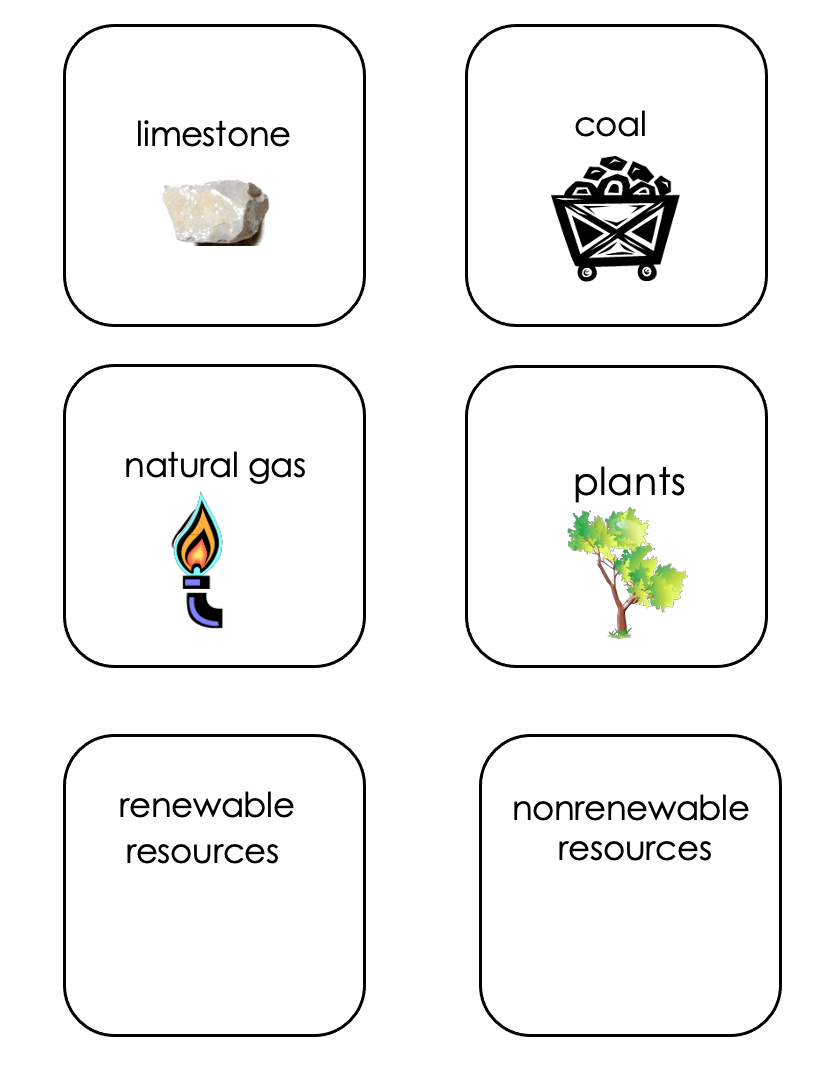 limestone
coal
natural gas
plants
renewable
resources
nonrenewable
resources